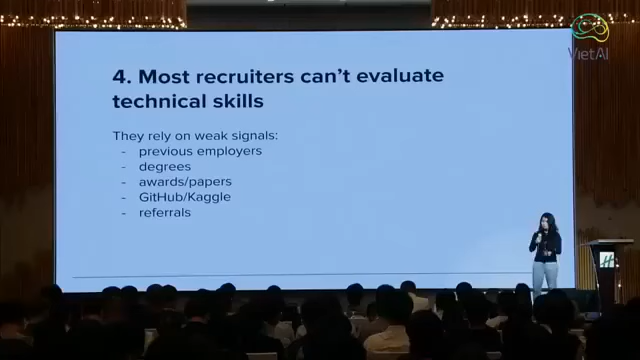 VietAI
4. Most recruiters can't evaluate
technical skills
They rely on weak signals:
- previous employers
- degrees
- awards/papers
- GitHub/Kaggle
- referrals
H